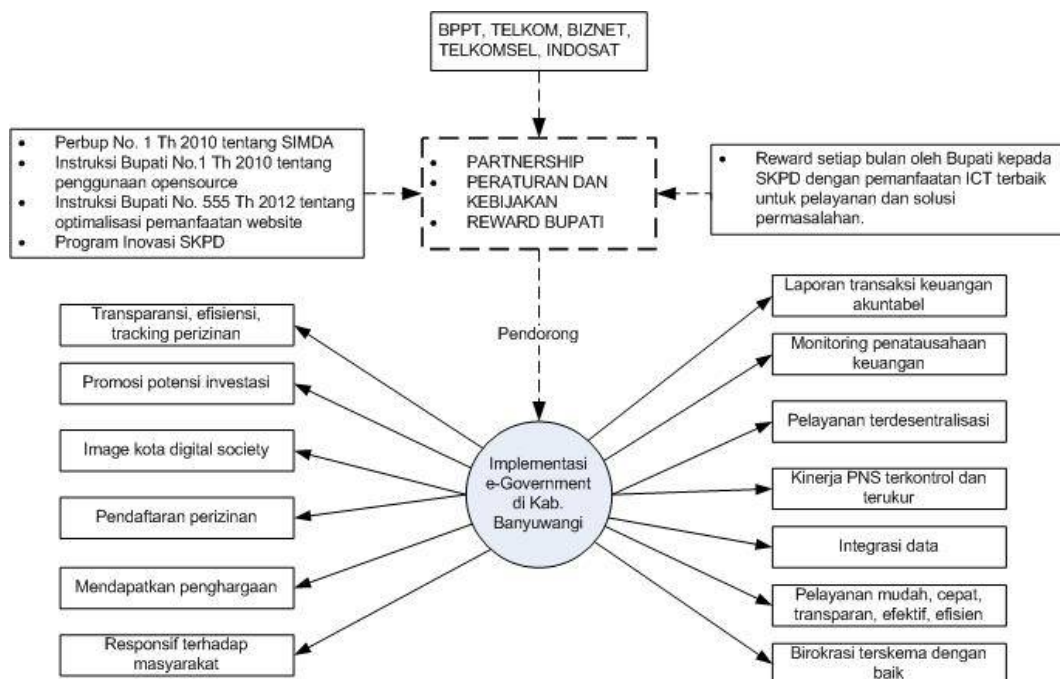 BPPT, TELKOM, BIZNET,
TELKOMSEL, INDOSAT
• Perbup No. 1 Th 2010 tentang SIMDA
• Instruksi Bupati No.1 Th 2010 tentang
penggunaan opensource
• Instruksi Bupati No. 555 Th 2012 tentang
optimalisasi pemanfaatan website
• Program Inovasi SKPD
• PARTNERSHIP
• PERATURAN DAN
KEBIJAKAN
• REWARD BUPATI
• Reward setiap bulan oleh Bupati kepada
SKPD dengan pemanfaatan ICT terbaik
untuk pelayanan dan solusi
permasalahan.
Pendorong
Transparansi, efisiensi,
tracking perizinan
Promosi potensi investasi
Image kota digital society
Pendaftaran perizinan
Mendapatkan penghargaan
Responsif terhadap
masyarakat
Implementasi
e-Government
di Kab.
Banyuwangi
Laporan transaksi keuangan
akuntabel
Monitoring penatausahaan
keuangan
Pelayanan terdesentralisasi
Kinerja PNS terkontrol dan
terukur
Integrasi data
Pelayanan mudah, cepat,
transparan, efektif, efisien
Birokrasi terskema dengan
baik